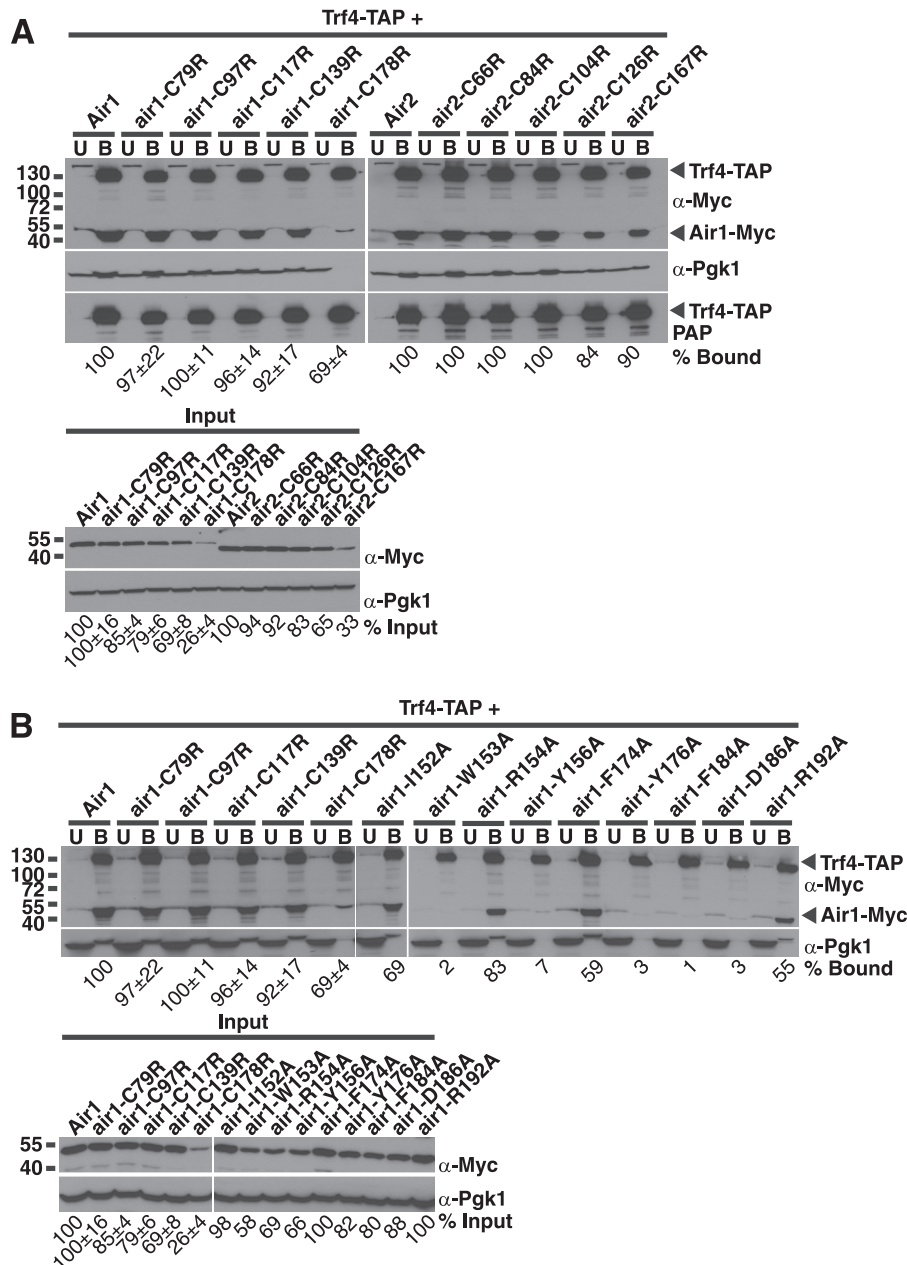 A
Trf4-TAP +
Air1 air1-C79R air1-C97R air1-C117R air1-C139R air1-C178R Air2 air2-C66R air2-C84R air2-C104R air2-C126R air2-C167R
U B U B U B U B U B U B U B U B U B U B U B U B
130
100
72
55
40
Trf4-TAP
α-Myc
Air1-Myc
α-Pgk1
Trf4-TAP
PAP
100 97±22 100±11 96±14 92±17 69±4 100 100 100 100 84 90 % Bound
Input
Air1 air1-C79R air1-C97R air1-C117R air1-C139R air1-C178R Air2 air2-C66R air2-C84R air2-C104R air2-C126R air2-C167R
55
40
α-Myc
α-Pgk1
100 100±16 85±4 79±6 69±8 26±4 100 94 92 83 65 33 % Input
B
Trf4-TAP +
Air1 air1-C79R air1-C97R air1-C117R air1-C139R air1-C178R air1-I152A air1-W153A air1-R154A air1-Y156A air1-F174A air1-Y176A air1-F184A air1-D186A air1-R192A
U B U B U B U B U B U B U B U B U B U B U B U B U B U B U B
130
100
72
55
40
Trf4-TAP
α-Myc
Air1-Myc
α-Pgk1
100 97±22 100±11 96±14 92±17 69±4 69 2 83 7 59 3 1 3 55 % Bound
Input
Air1 air1-C79R air1-C97R air1-C117R air1-C139R air1-C178R air1-I152A air1-W153A air1-R154A air1-Y156A air1-F174A air1-Y176A air1-F184A air1-D186A air1-R192A
55
40
α-Myc
α-Pgk1
100 100±16 85±4 79±6 69±8 26±4 98 58 69 66 100 82 80 88 100 % Input